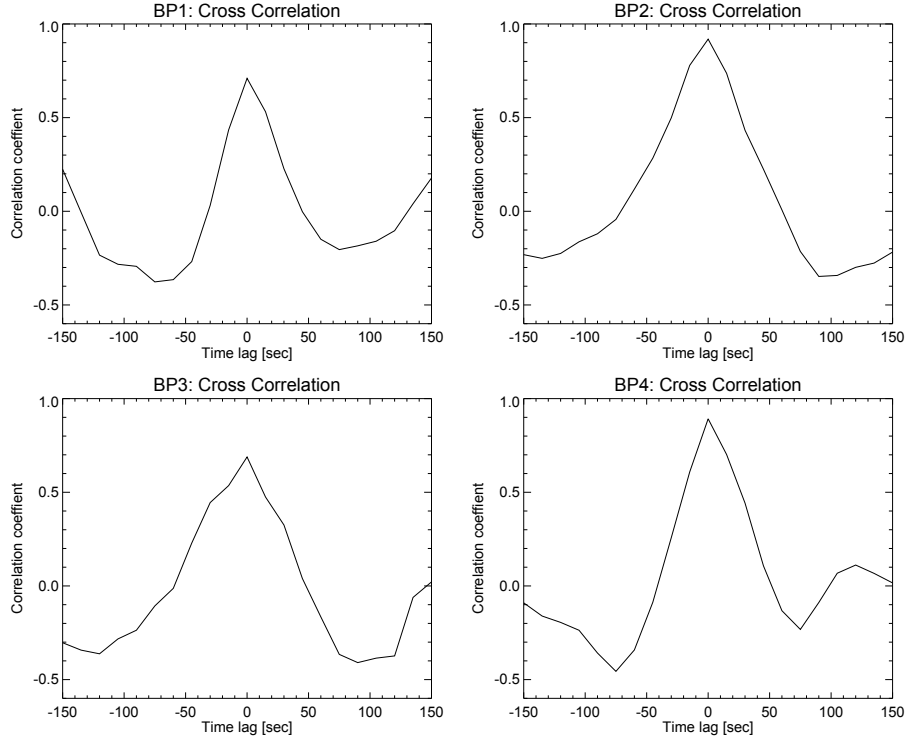 BP1: Cross Correlation
1.0
0.5
0.0
-0.5
Correlation coeffient
-150 -100 -50 0 50 100 150
Time lag [sec]
BP2: Cross Correlation
1.0
0.5
0.0
-0.5
Correlation coeffient
-150 -100 -50 0 50 100 150
Time lag [sec]
BP3: Cross Correlation
1.0
0.5
0.0
-0.5
Correlation coeffient
-150 -100 -50 0 50 100 150
Time lag [sec]
BP4: Cross Correlation
1.0
0.5
0.0
-0.5
Correlation coeffient
-150 -100 -50 0 50 100 150
Time lag [sec]